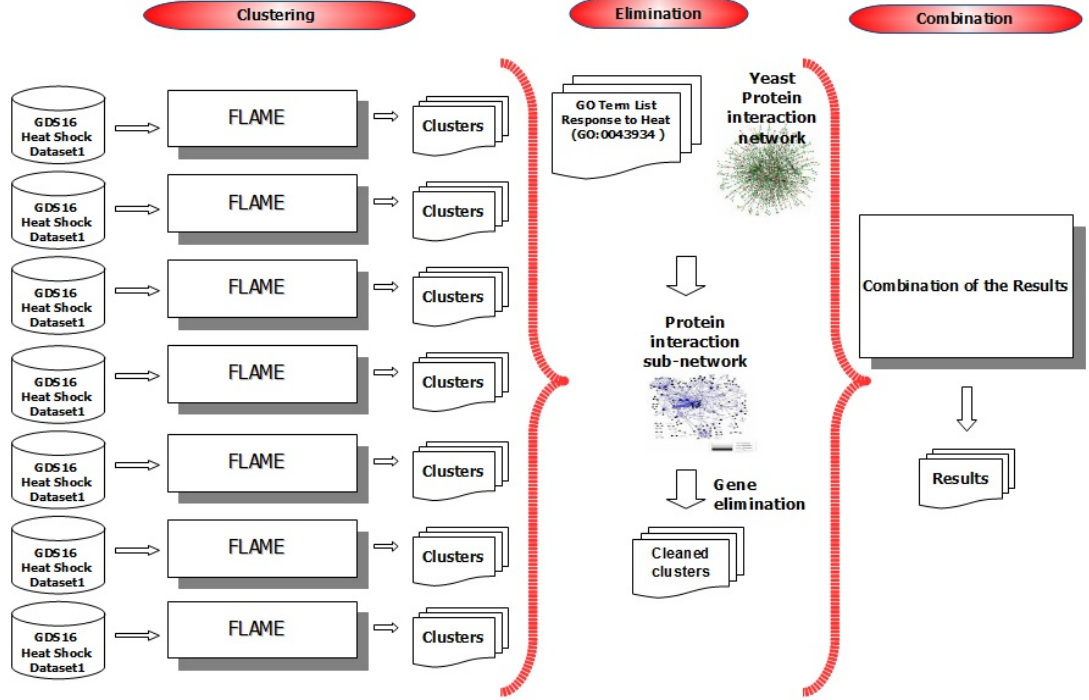 Clustering
Elimination
Combination
GDS16
Heat Shock
Dataset1
FLAME
Clusters
GDS16
Heat Shock
Dataset1
FLAME
Clusters
GDS16
Heat Shock
Dataset1
FLAME
Clusters
GDS16
Heat Shock
Dataset1
FLAME
Clusters
GDS16
Heat Shock
Dataset1
FLAME
Clusters
GDS16
Heat Shock
Dataset1
FLAME
Clusters
GDS16
Heat Shock
Dataset1
FLAME
Clusters
GO Term List
Response to Heat
(GO:0043934 )
Yeast
Protein
interaction
network
Protein
interaction
sub-network
Gene
elimination
Cleaned
clusters
Combination of the Results
Results